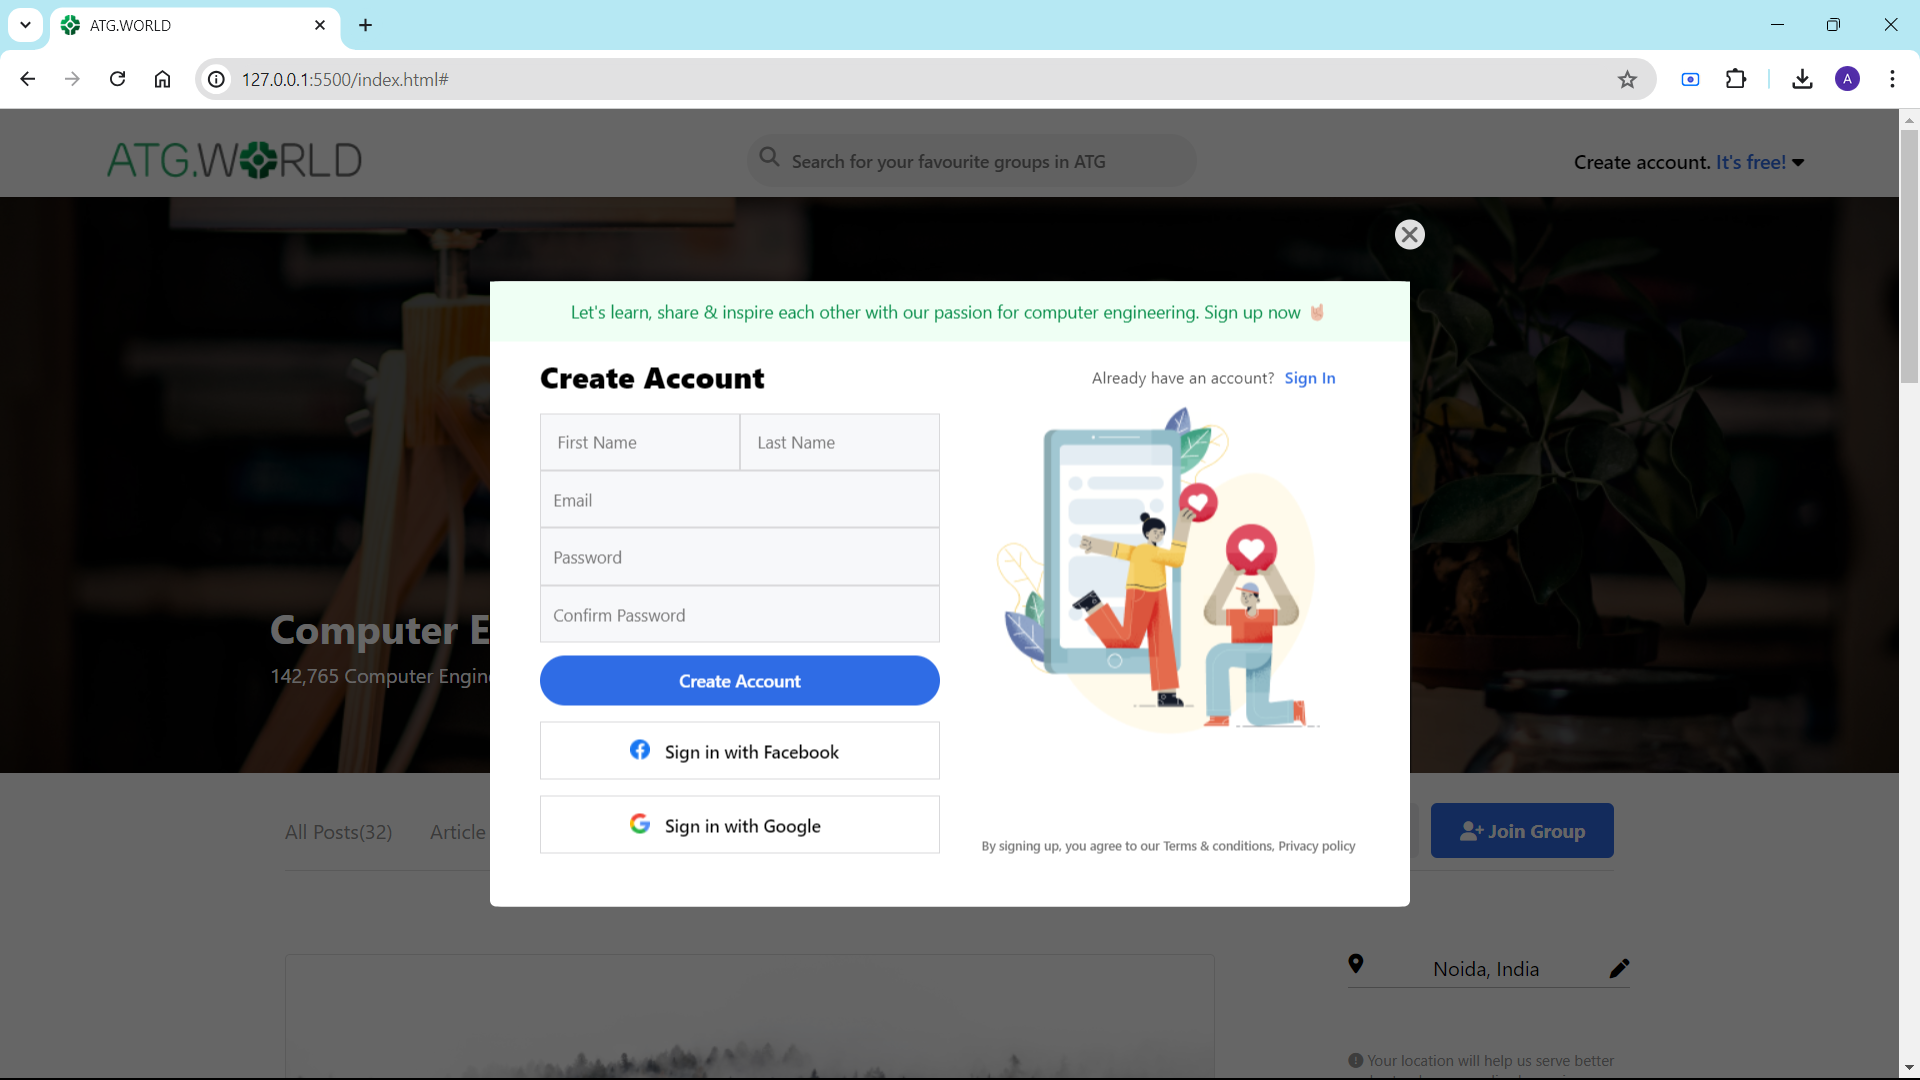 ATG.WORLD
127.0.0.1:5500/index.html#
A
ATG.WORLD
Search for your favourite groups in ATG
Create account. It's free!
Let's learn, share & inspire each other with our passion for computer engineering. Sign up now 🤘🏼
Create Account
Already have an account? Sign In
First Name
Last Name
Email
Password
Confirm Password
Create Account
Sign in with Facebook
Sign in with Google
By signing up, you agree to our Terms & conditions, Privacy policy
Computer E
142,765 Computer Engin
All Posts(32)
Article
Join Group
Noida, India
Your location will help us serve better